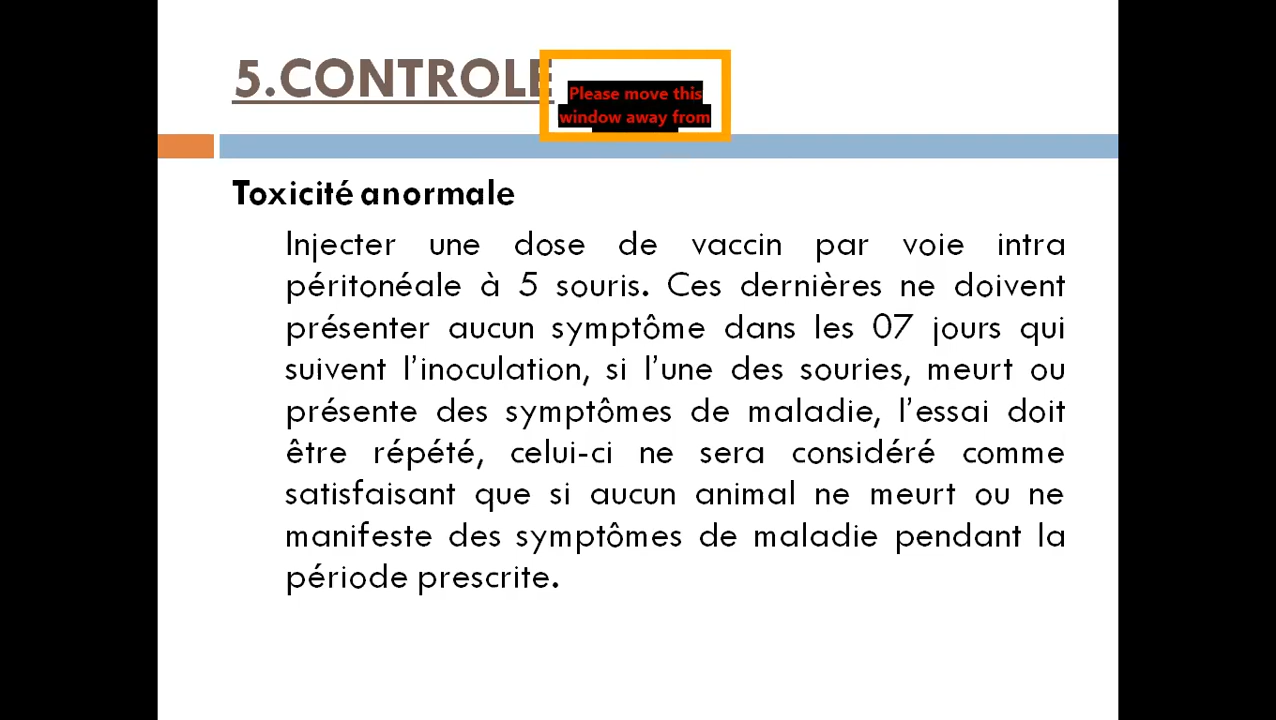 5.CONTROLE
Please move this
window away from
Toxicité anormale
Injecter une dose de vaccin par voie intra
péritonéale à 5 souris. Ces dernières ne doivent
présenter aucun symptôme dans les 07 jours qui
suivent l’inoculation, si l’une des souries, meurt ou
présente des symptômes de maladie, l’essai doit
être répété, celui-ci ne sera considéré comme
satisfaisant que si aucun animal ne meurt ou ne
manifeste des symptômes de maladie pendant la
période prescrite.